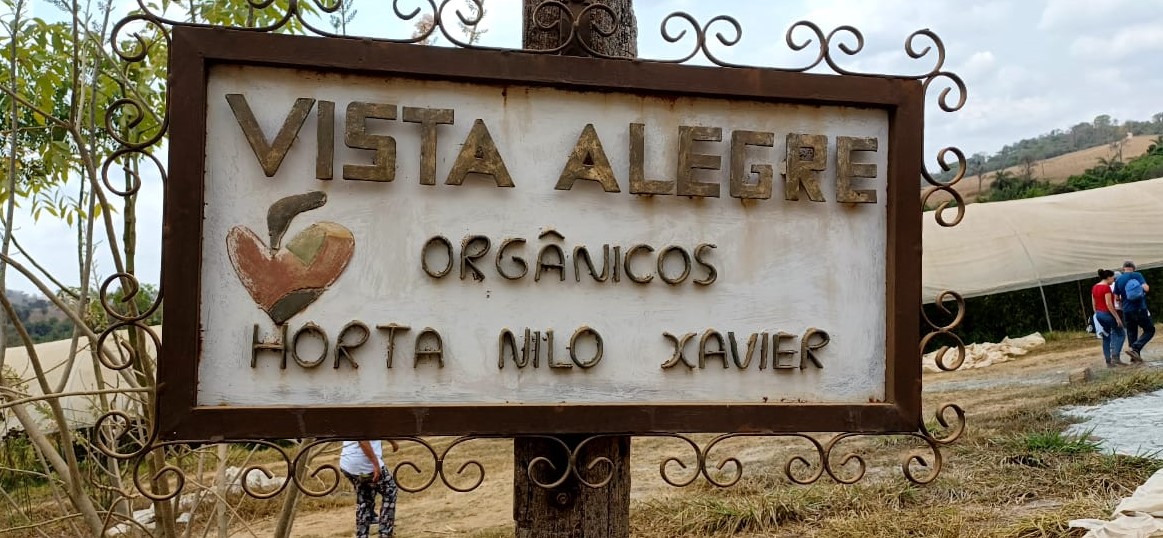 VISTA ALEGRE
ORGÂNICOS
HORTA NILO XAVIER